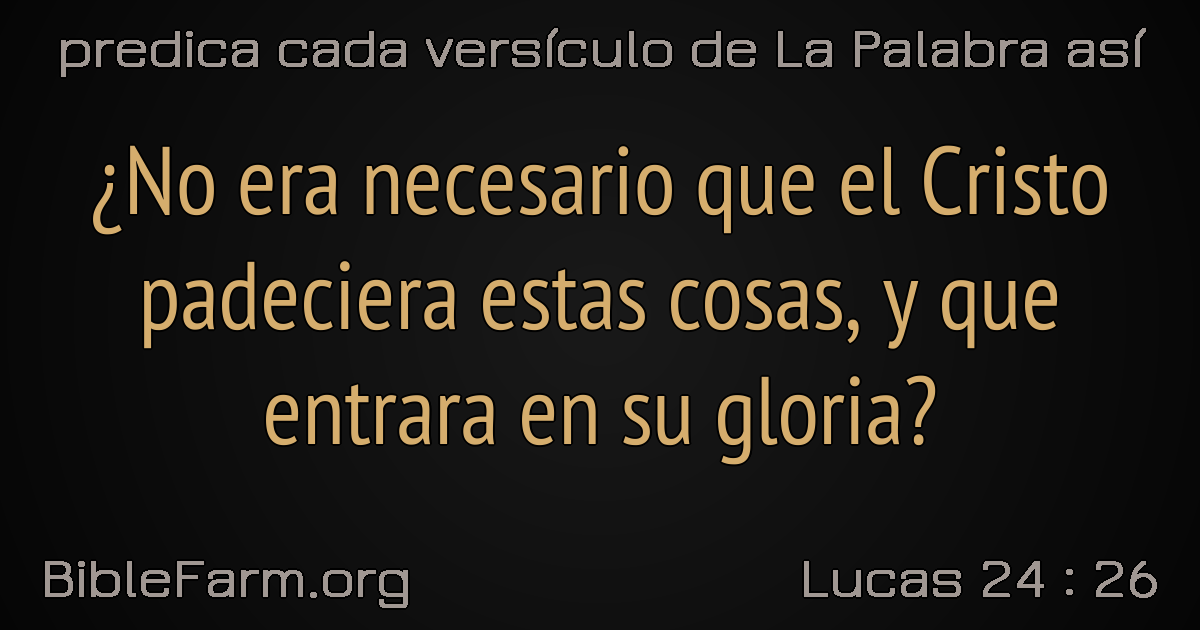 predica cada versículo de La Palabra así
¿No era necesario que el Cristo
padeciera estas cosas, y que
entrara en su gloria?
BibleFarm.org
Lucas 24 : 26